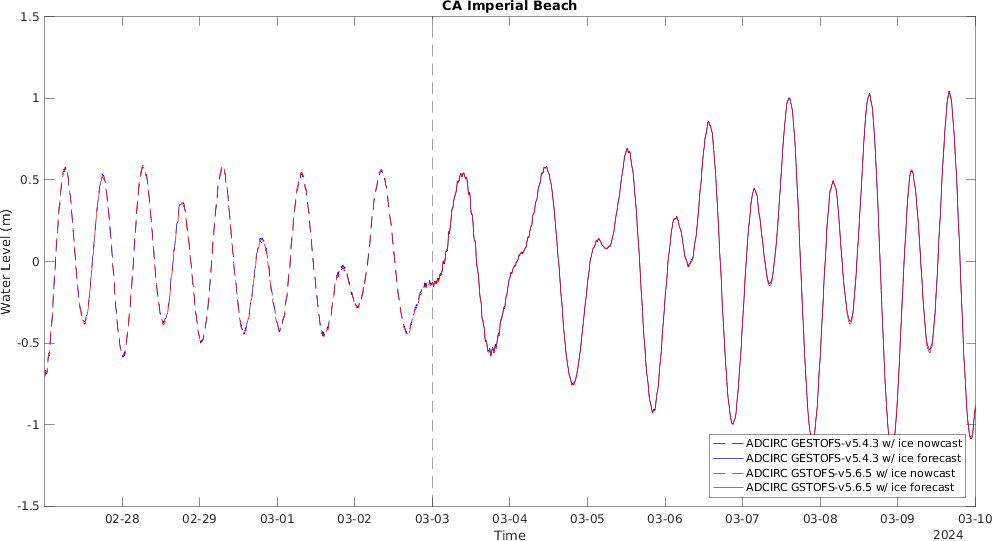 CA Imperial Beach
1.5
1
0.5
0
-0.5
-1
-1.5
Water Level (m)
ADCIRC GESTOFS-v5.4.3 w/ ice nowcast
ADCIRC GESTOFS-v5.4.3 w/ ice forecast
ADCIRC GSTOFS-v5.6.5 w/ ice nowcast
ADCIRC GSTOFS-v5.6.5 w/ ice forecast
02-28 02-29 03-01 03-02 03-03 03-04 03-05 03-06 03-07 03-08 03-09 03-10
Time
2024